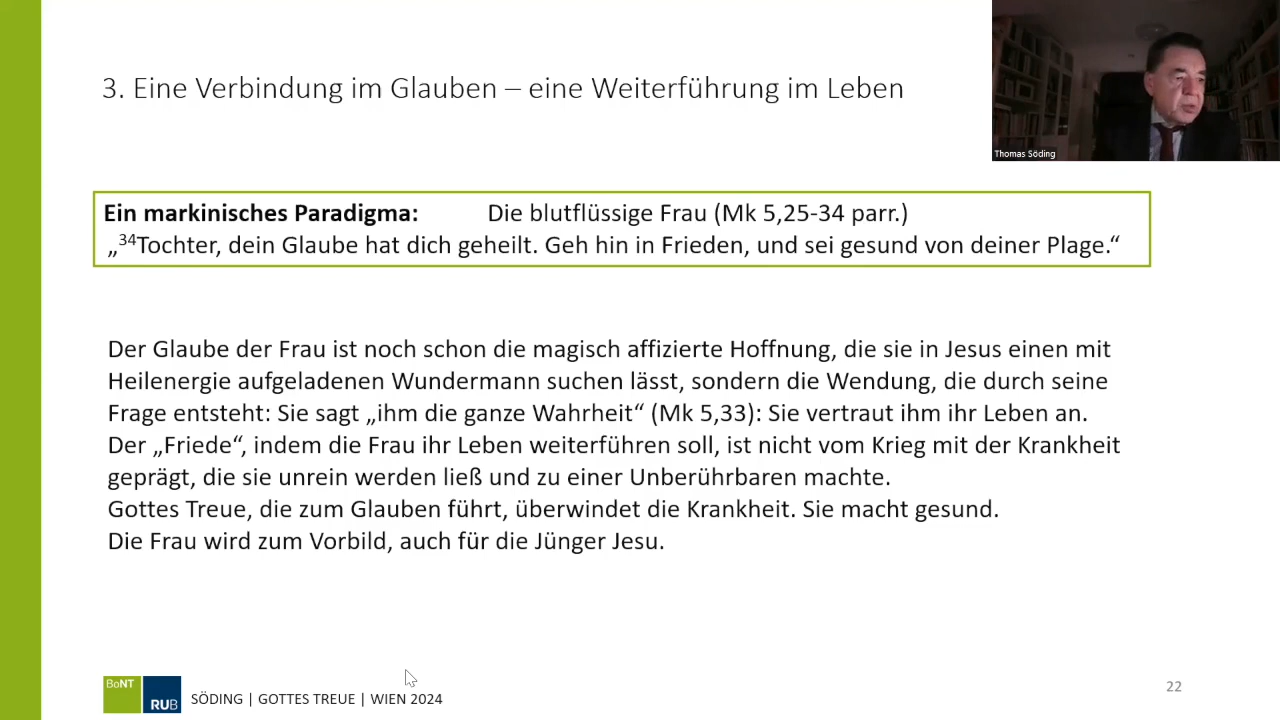 3. Eine Verbindung im Glauben – eine Weiterführung im Leben
Thomas Söding
Ein markinisches Paradigma: Die blutflüssige Frau (Mk 5,25-34 parr.)
„34Tochter, dein Glaube hat dich geheilt. Geh hin in Frieden, und sei gesund von deiner Plage.“
Der Glaube der Frau ist noch schon die magisch affizierte Hoffnung, die sie in Jesus einen mit
Heilenergie aufgeladenen Wundermann suchen lässt, sondern die Wendung, die durch seine
Frage entsteht: Sie sagt „ihm die ganze Wahrheit“ (Mk 5,33): Sie vertraut ihm ihr Leben an.
Der „Friede“, indem die Frau ihr Leben weiterführen soll, ist nicht vom Krieg mit der Krankheit
geprägt, die sie unrein werden ließ und zu einer Unberührbaren machte.
Gottes Treue, die zum Glauben führt, überwindet die Krankheit. Sie macht gesund.
Die Frau wird zum Vorbild, auch für die Jünger Jesu.
BoNT
RUB
SÖDING | GOTTES TREUE | WIEN 2024
22